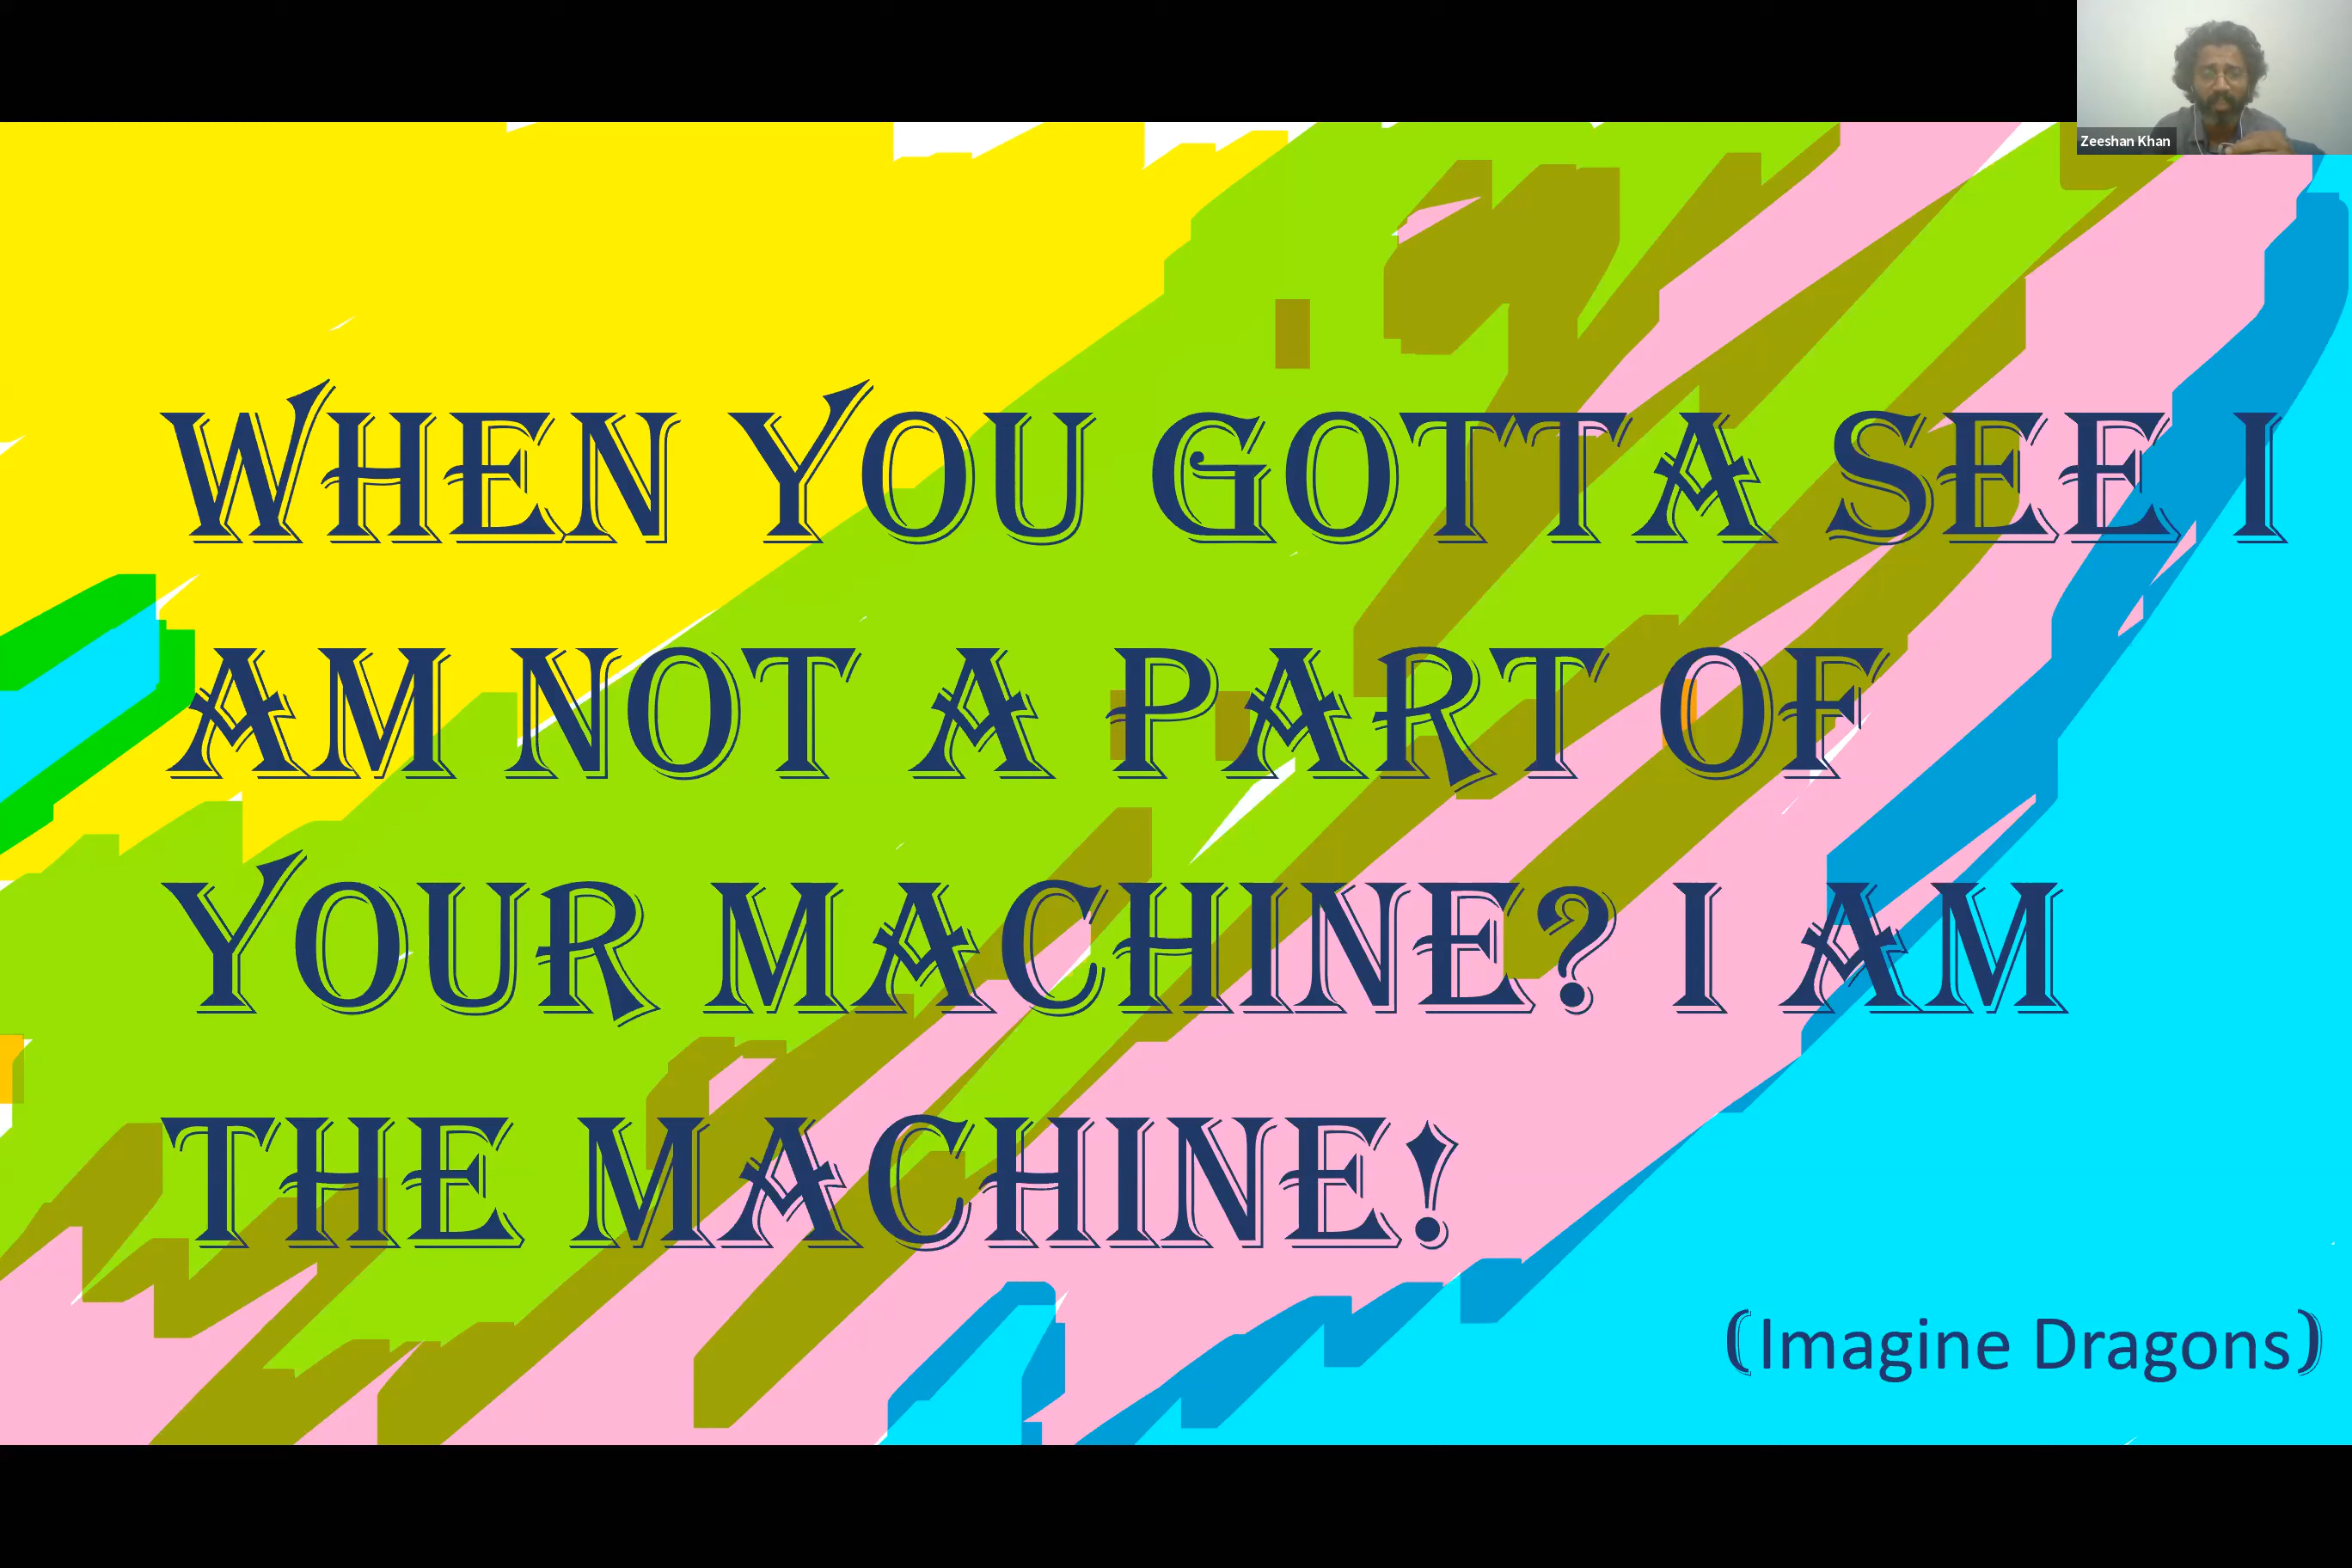 Zeeshan Khan
WHEN YOU GOTTA SEE I
AM NOT A PART OF
YOUR MACHINE? I AM
THE MACHINE!
(Imagine Dragons)